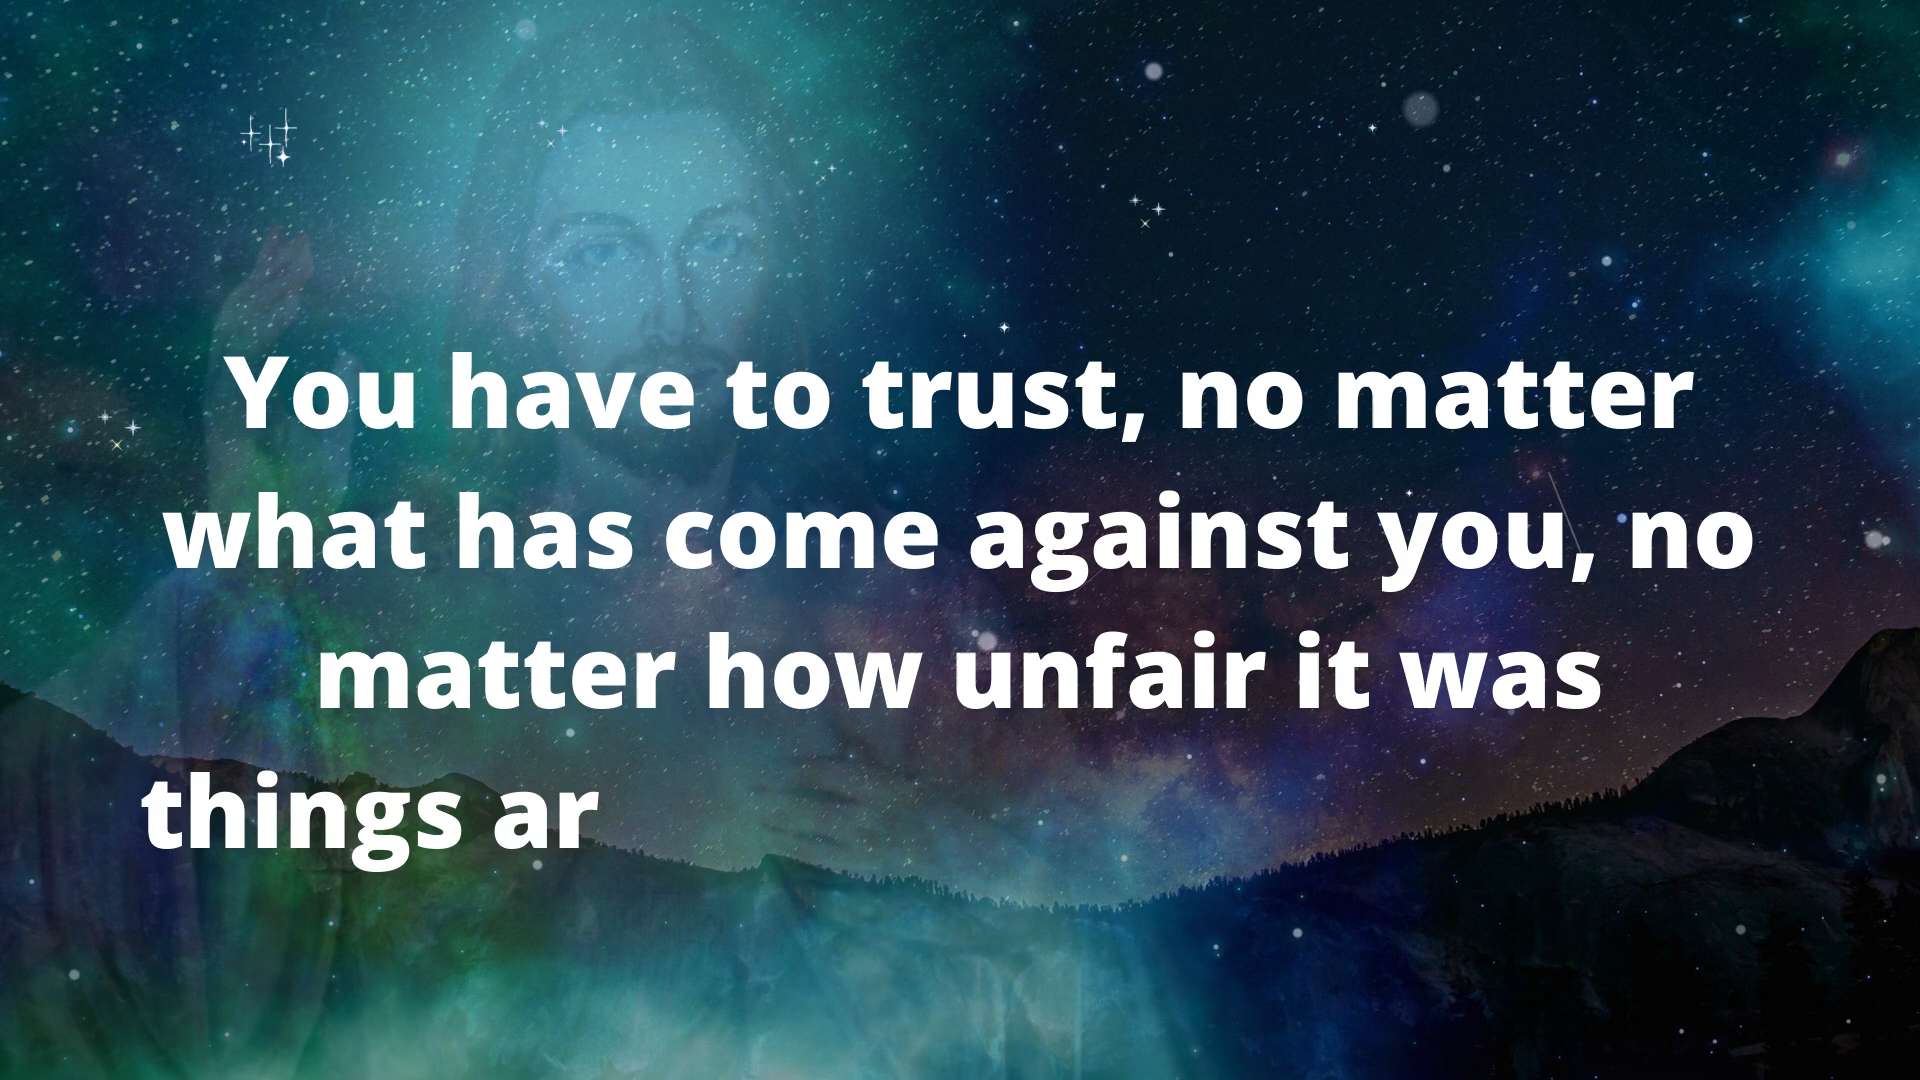 You have to trust, no matter
what has come against you, no
matter how unfair it was
things ar